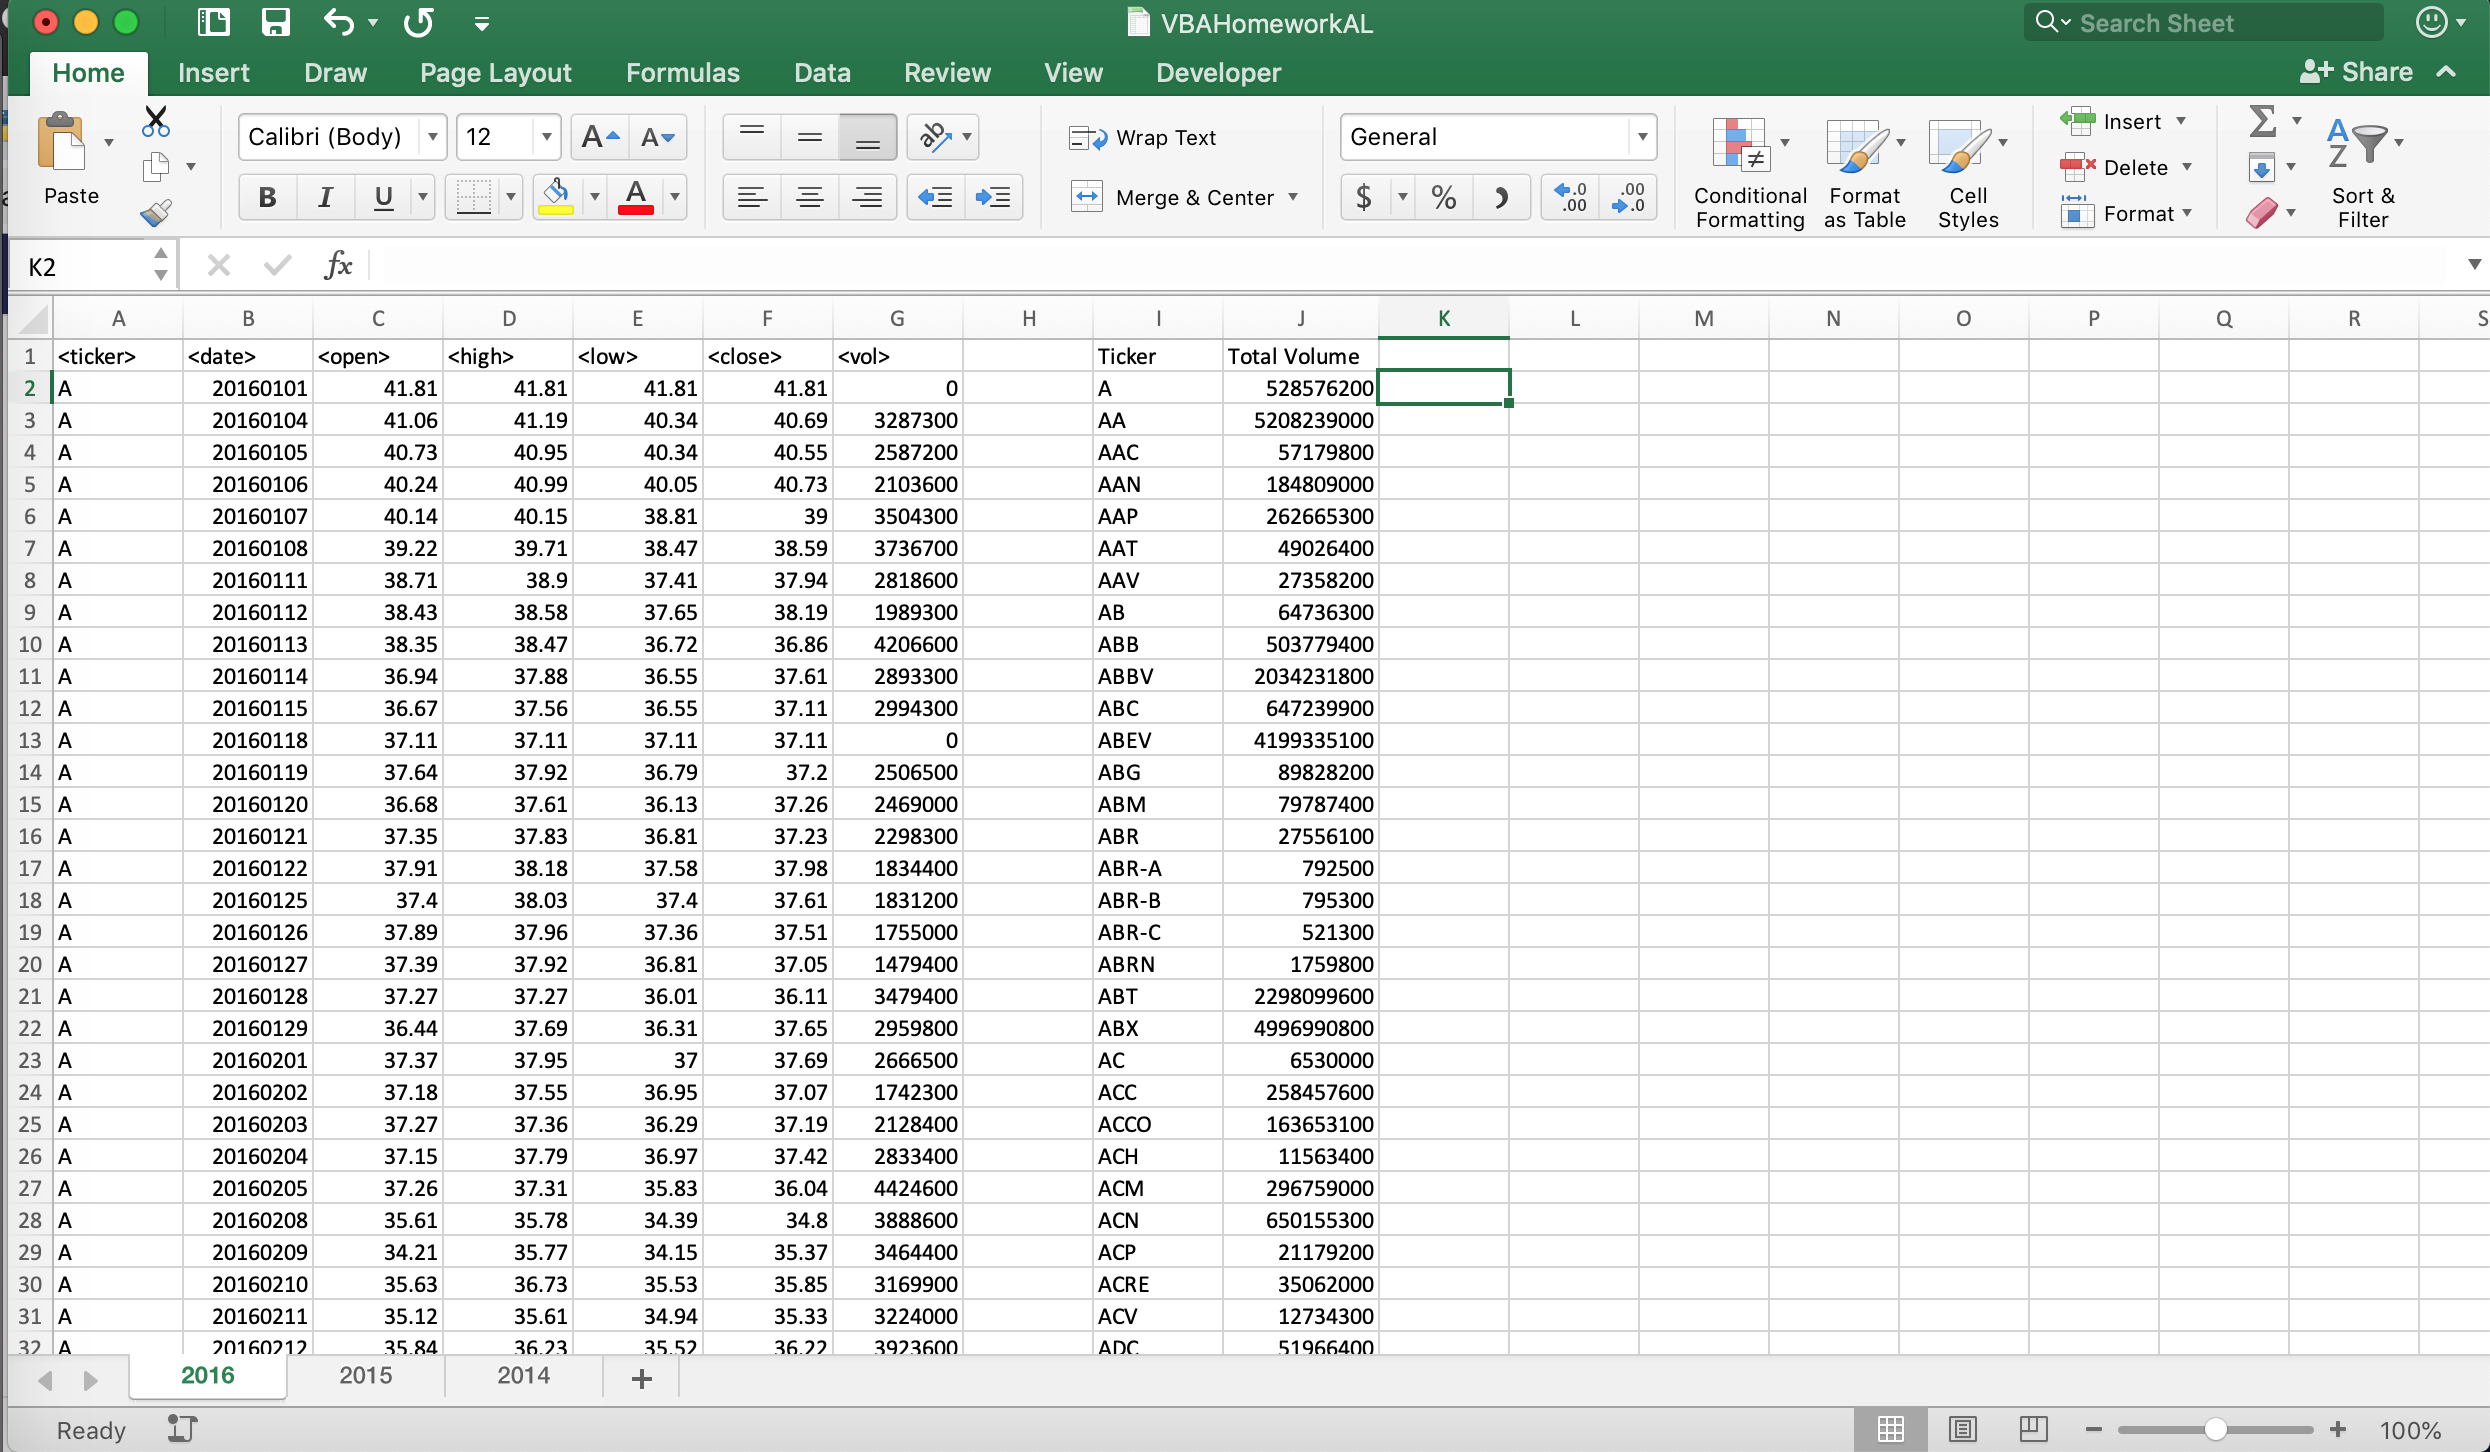 VBAHomeworkAL
Search Sheet
Home Insert Draw Page Layout Formulas Data Review View Developer
Share
Paste
Calibri (Body) 12 A A
B I U A
ab
Wrap Text
Merge & Center
General
$ % .0 .00 .00 .0
Conditional Formatting
Format as Table
Cell Styles
Insert
Delete
Format
Σ
A Z
Sort & Filter
K2 fx
A B C D E F G H I J K L M N O P Q R S
1 <ticker> <date> <open> <high> <low> <close> <vol> Ticker Total Volume
2 A 20160101 41.81 41.81 41.81 41.81 0 A 528576200
3 A 20160104 41.06 41.19 40.34 40.69 3287300 AA 5208239000
4 A 20160105 40.73 40.95 40.34 40.55 2587200 AAC 57179800
5 A 20160106 40.24 40.99 40.05 40.73 2103600 AAN 184809000
6 A 20160107 40.14 40.15 38.81 39 3504300 AAP 262665300
7 A 20160108 39.22 39.71 38.47 38.59 3736700 AAT 49026400
8 A 20160111 38.71 38.9 37.41 37.94 2818600 AAV 27358200
9 A 20160112 38.43 38.58 37.65 38.19 1989300 AB 64736300
10 A 20160113 38.35 38.47 36.72 36.86 4206600 ABB 503779400
11 A 20160114 36.94 37.88 36.55 37.61 2893300 ABBV 2034231800
12 A 20160115 36.67 37.56 36.55 37.11 2994300 ABC 647239900
13 A 20160118 37.11 37.11 37.11 37.11 0 ABEV 4199335100
14 A 20160119 37.64 37.92 36.79 37.2 2506500 ABG 89828200
15 A 20160120 36.68 37.61 36.13 37.26 2469000 ABM 79787400
16 A 20160121 37.35 37.83 36.81 37.23 2298300 ABR 27556100
17 A 20160122 37.91 38.18 37.58 37.98 1834400 ABR-A 792500
18 A 20160125 37.4 38.03 37.4 37.61 1831200 ABR-B 795300
19 A 20160126 37.89 37.96 37.36 37.51 1755000 ABR-C 521300
20 A 20160127 37.39 37.92 36.81 37.05 1479400 ABRN 1759800
21 A 20160128 37.27 37.27 36.01 36.11 3479400 ABT 2298099600
22 A 20160129 36.44 37.69 36.31 37.65 2959800 ABX 4996990800
23 A 20160201 37.37 37.95 37 37.69 2666500 AC 6530000
24 A 20160202 37.18 37.55 36.95 37.07 1742300 ACC 258457600
25 A 20160203 37.27 37.36 36.29 37.19 2128400 ACCO 163653100
26 A 20160204 37.15 37.79 36.97 37.42 2833400 ACH 11563400
27 A 20160205 37.26 37.31 35.83 36.04 4424600 ACM 296759000
28 A 20160208 35.61 35.78 34.39 34.8 3888600 ACN 650155300
29 A 20160209 34.21 35.77 34.15 35.37 3464400 ACP 21179200
30 A 20160210 35.63 36.73 35.53 35.85 3169900 ACRE 35062000
31 A 20160211 35.12 35.61 34.94 35.33 3224000 ACV 12734300
32 A 20160212 35.84 36.23 35.52 36.22 3923600 ADC 51966400
2016 2015 2014 +
Ready 100%